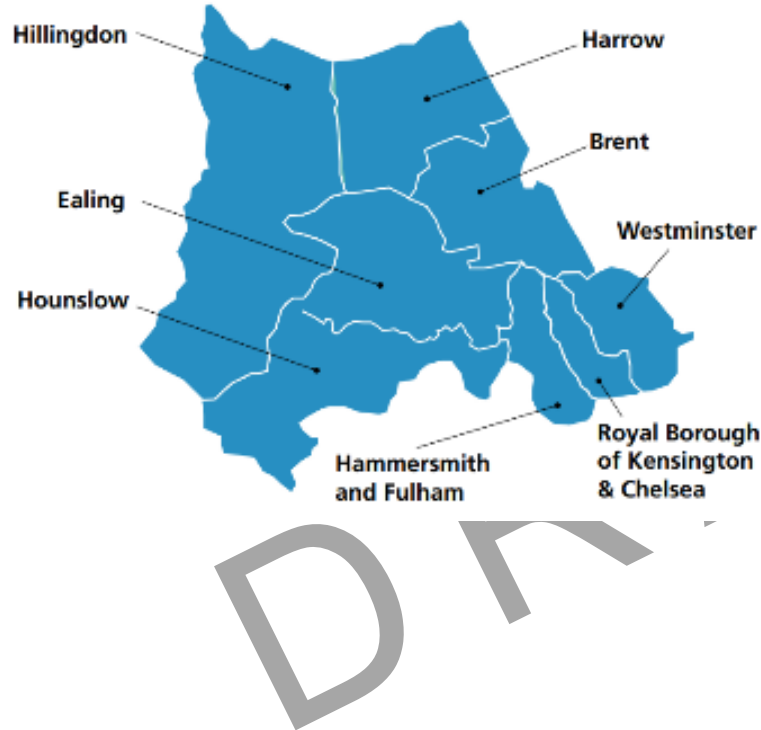 Hillingdon
Harrow
Brent
Ealing
Westminster
Hounslow
Royal Borough
of Kensington
& Chelsea
Hammersmith
and Fulham
D R